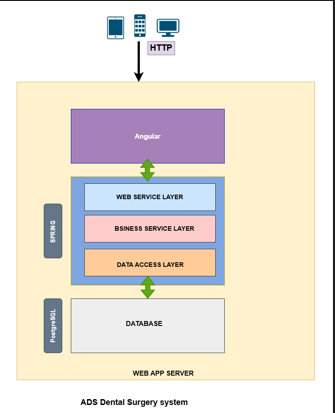 HTTP
Angular
WEB SERVICE LAYER
SPRING
BSINESS SERVICE LAYER
DATA ACCESS LAYER
PostgreSQL
DATABASE
WEB APP SERVER
ADS Dental Surgery system